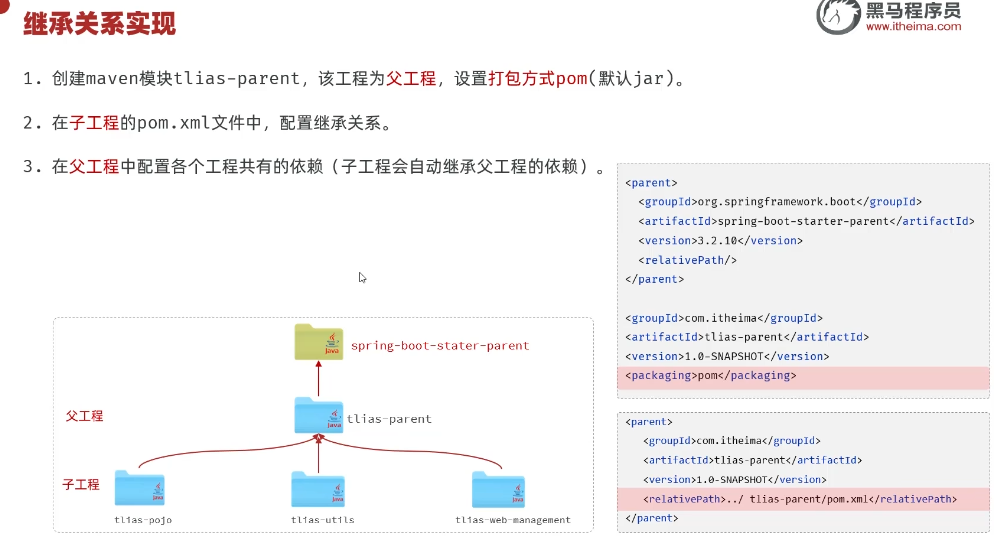 继承关系实现
黑马程序员
www.itheima.com
1. 创建maven模块tlias-parent，该工程为父工程，设置打包方式pom(默认jar)。
2. 在子工程的pom.xml文件中，配置继承关系。
3. 在父工程中配置各个工程共有的依赖（子工程会自动继承父工程的依赖）。
<parent>
<groupId>org.springframework.boot</groupId>
<artifactId>spring-boot-starter-parent</artifactId>
<version>3.2.10</version>
<relativePath/>
</parent>
<groupId>com.itheima</groupId>
<artifactId>tlias-parent</artifactId>
<version>1.0-SNAPSHOT</version>
<packaging>pom</packaging>
<parent>
<groupId>com.itheima</groupId>
<artifactId>tlias-parent</artifactId>
<version>1.0-SNAPSHOT</version>
<relativePath>../ tlias-parent/pom.xml</relativePath>
</parent>
java
spring-boot-stater-parent
父工程
java
tlias-parent
子工程
java
java
java
tlias-pojo
tlias-utils
tlias-web-management